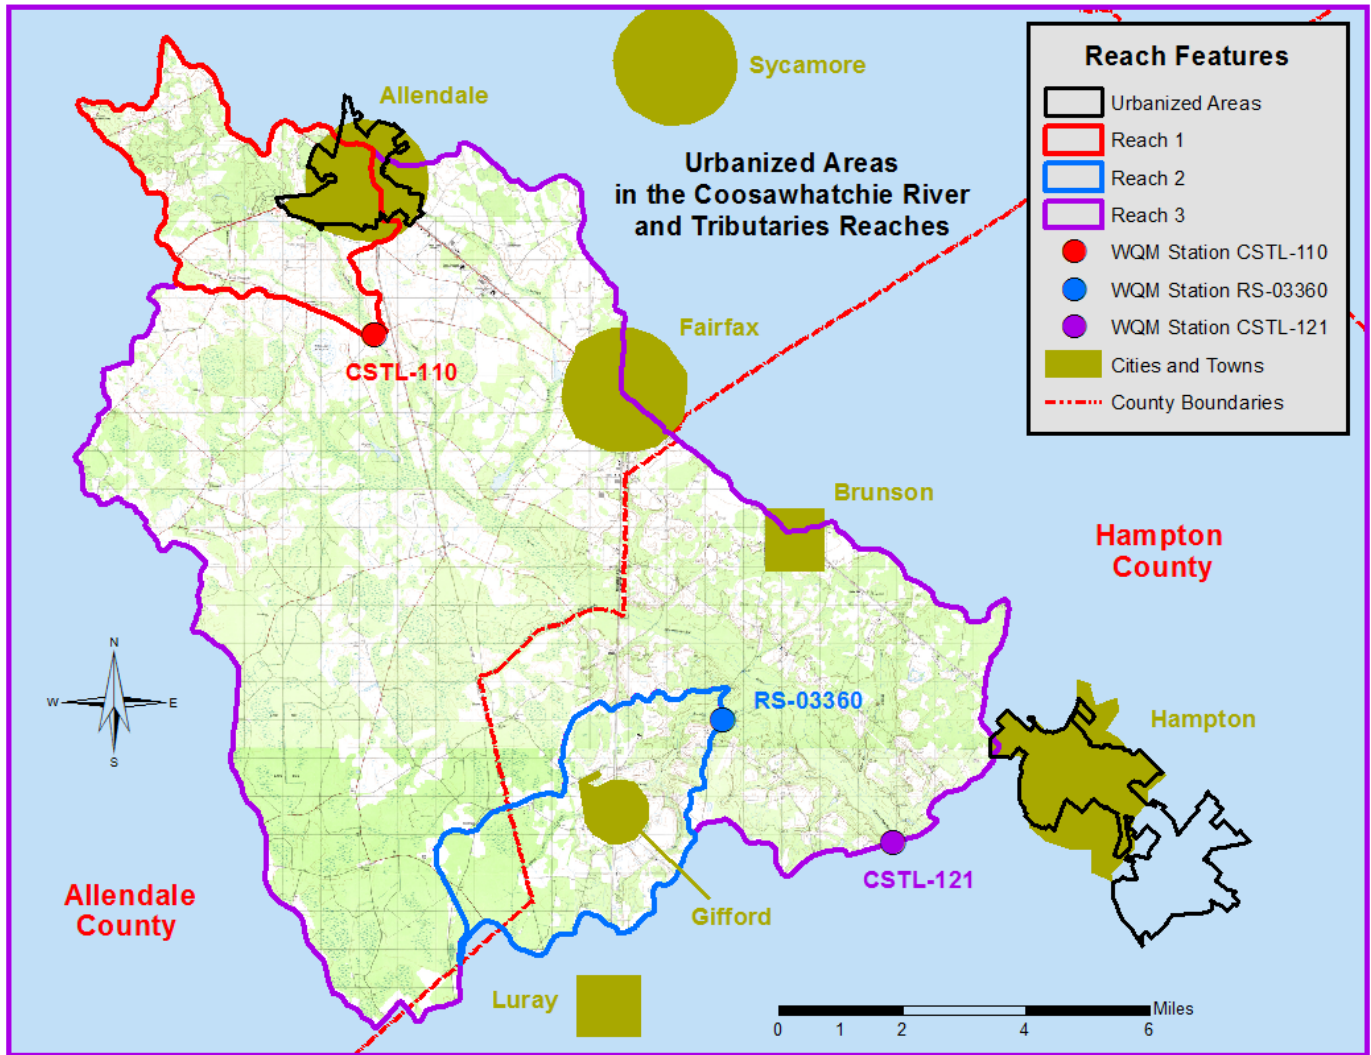 Sycamore
Allendale
Urbanized Areas
in the Coosawhatchie River
and Tributaries Reaches
Reach Features
Urbanized Areas
Reach 1
Reach 2
Reach 3
WQM Station CSTL-110
WQM Station RS-03360
WQM Station CSTL-121
Cities and Towns
County Boundaries
Fairfax
CSTL-110
Brunson
Hampton
County
N
W
E
S
RS-03360
Hampton
CSTL-121
Allendale
County
Gifford
Luray
Miles
0 1 2 4 6